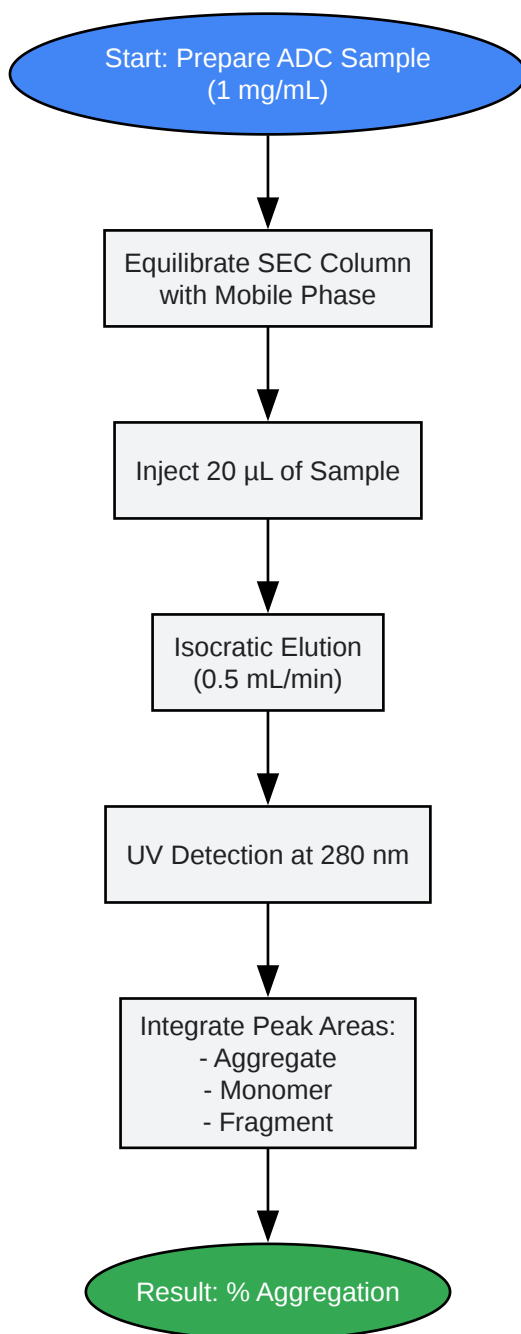 Start: Prepare ADC Sample
(1 mg/mL)
Equilibrate SEC Column
with Mobile Phase
Inject 20 µL of Sample
Isocratic Elution
(0.5 mL/min)
UV Detection at 280 nm
Integrate Peak Areas:
- Aggregate
- Monomer
- Fragment
Result: % Aggregation